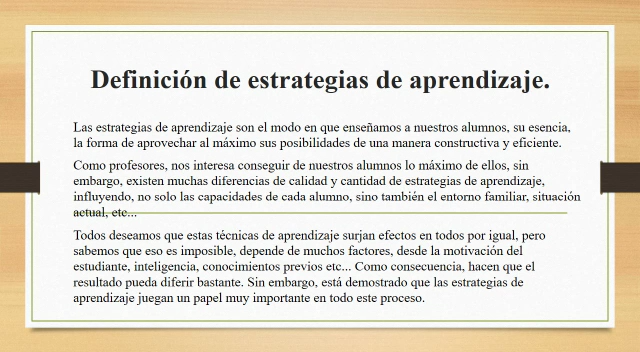 Definición de estrategias de aprendizaje.
Las estrategias de aprendizaje son el modo en que enseñamos a nuestros alumnos, su esencia,
la forma de aprovechar al máximo sus posibilidades de una manera constructiva y eficiente.
Como profesores, nos interesa conseguir de nuestros alumnos lo máximo de ellos, sin
embargo, existen muchas diferencias de calidad y cantidad de estrategias de aprendizaje,
influyendo, no solo las capacidades de cada alumno, sino también el entorno familiar, situación
actual, etc...
Todos deseamos que estas técnicas de aprendizaje surjan efectos en todos por igual, pero
sabemos que eso es imposible, depende de muchos factores, desde la motivación del
estudiante, inteligencia, conocimientos previos etc... Como consecuencia, hacen que el
resultado pueda diferir bastante. Sin embargo, está demostrado que las estrategias de
aprendizaje juegan un papel muy importante en todo este proceso.